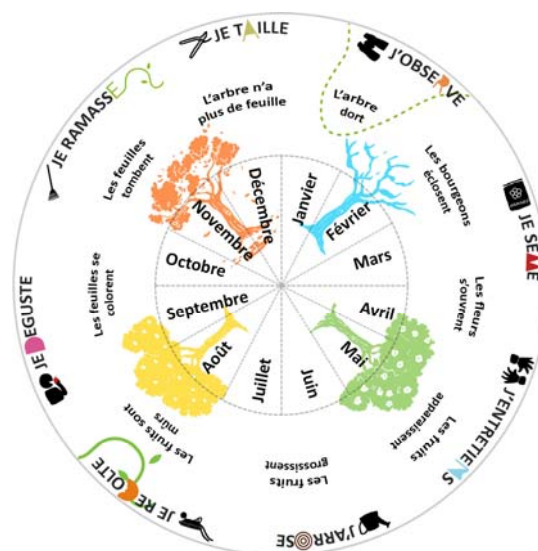 JE TAILLE
J'OBSERVE
JE SEME
J'ENTRETIENS
J'ARROSE
JE RECOLTE
JE DEGUSTE
JE RAMASSE
L'arbre n'a
plus de feuille
L'arbre
dort
Les bourgeons
éclosent
Les fleurs
s'ouvrent
Les fruits
apparaissent
Les fruits
grossissent
Les fruits sont
mûrs
Les feuilles se
colorent
Les feuilles
tombent
Janvier
Février
Mars
Avril
Mai
Juin
Juillet
Août
Septembre
Octobre
Novembre
Décembre